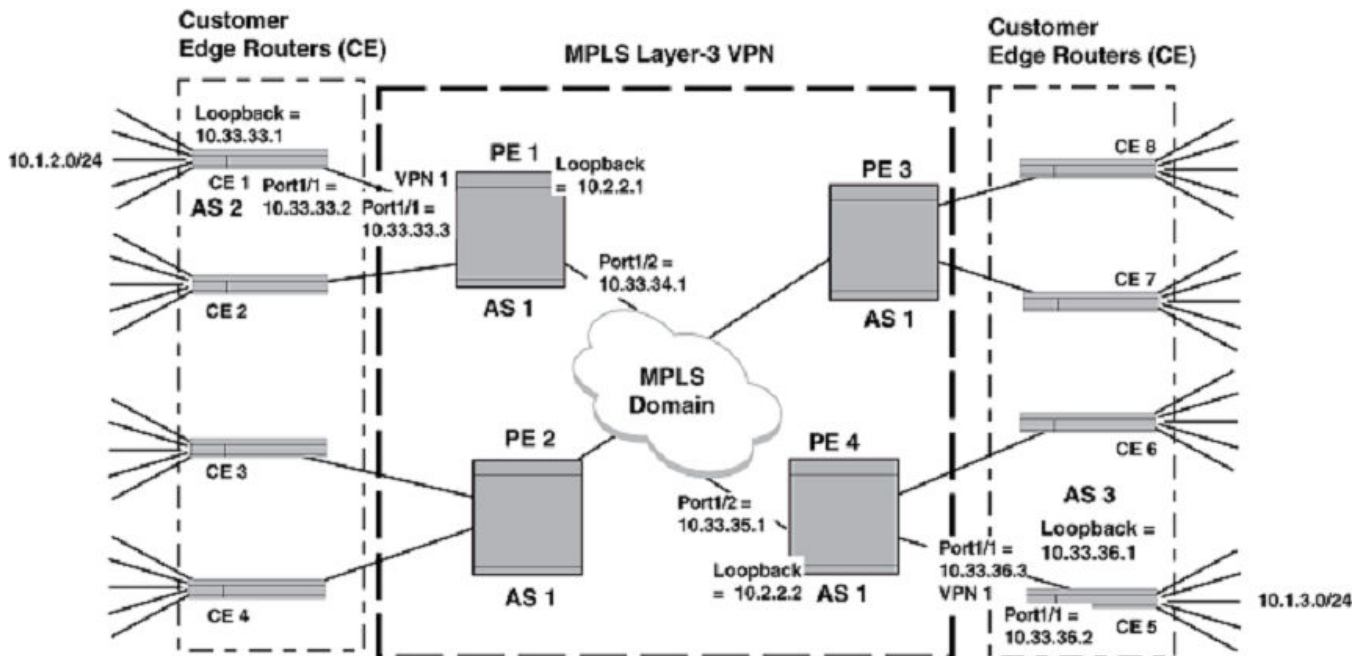 Customer
Edge Routers (CE)
MPLS Layer-3 VPN
Customer
Edge Routers (CE)
Loopback =
10.33.33.1
10.1.2.0/24
CE 1
AS 2
Port1/1 =
10.33.33.2
VPN 1
Port1/1 =
10.33.33.3
PE 1
Loopback
= 10.2.2.1
AS 1
Port1/2 =
10.33.34.1
PE 3
AS 1
CE 8
CE 7
CE 2
MPLS
Domain
CE 3
CE 4
PE 2
AS 1
PE 4
Port1/2 =
10.33.35.1
Loopback
= 10.2.2.2
AS 1
CE 6
AS 3
Loopback =
10.33.36.1
Port1/1 =
10.33.36.3
VPN 1
Port1/1 =
10.33.36.2
CE 5
10.1.3.0/24